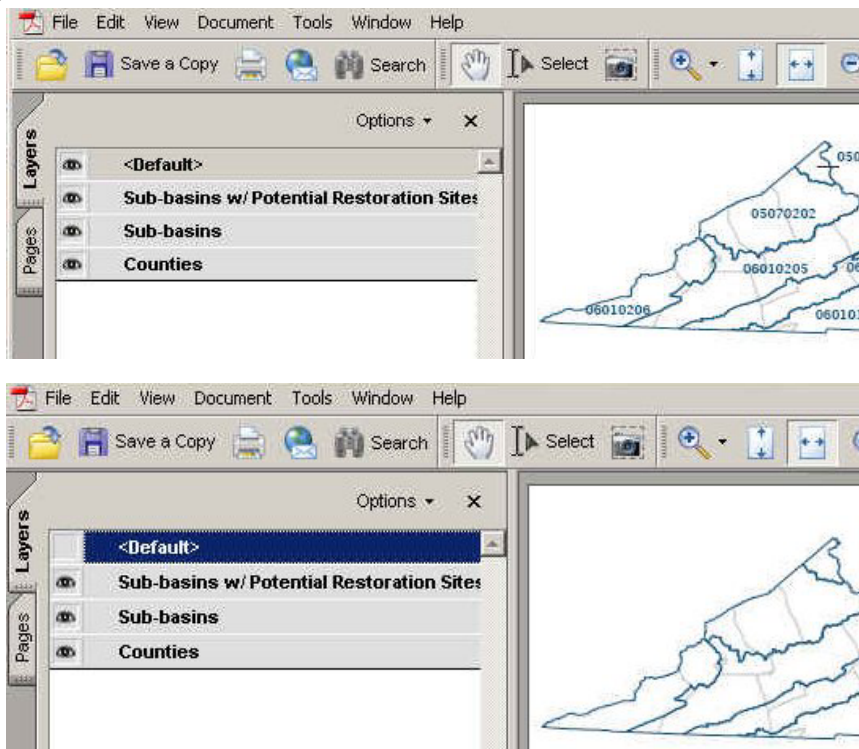 File Edit View Document Tools Window Help
Save a Copy Search Select
Options
Layers
<Default>
Sub-basins w/ Potential Restoration Sites
Sub-basins
Counties
Pages
05070202
06010205
06010206
File Edit View Document Tools Window Help
Save a Copy Search Select
Options
Layers
<Default>
Sub-basins w/ Potential Restoration Sites
Sub-basins
Counties
Pages